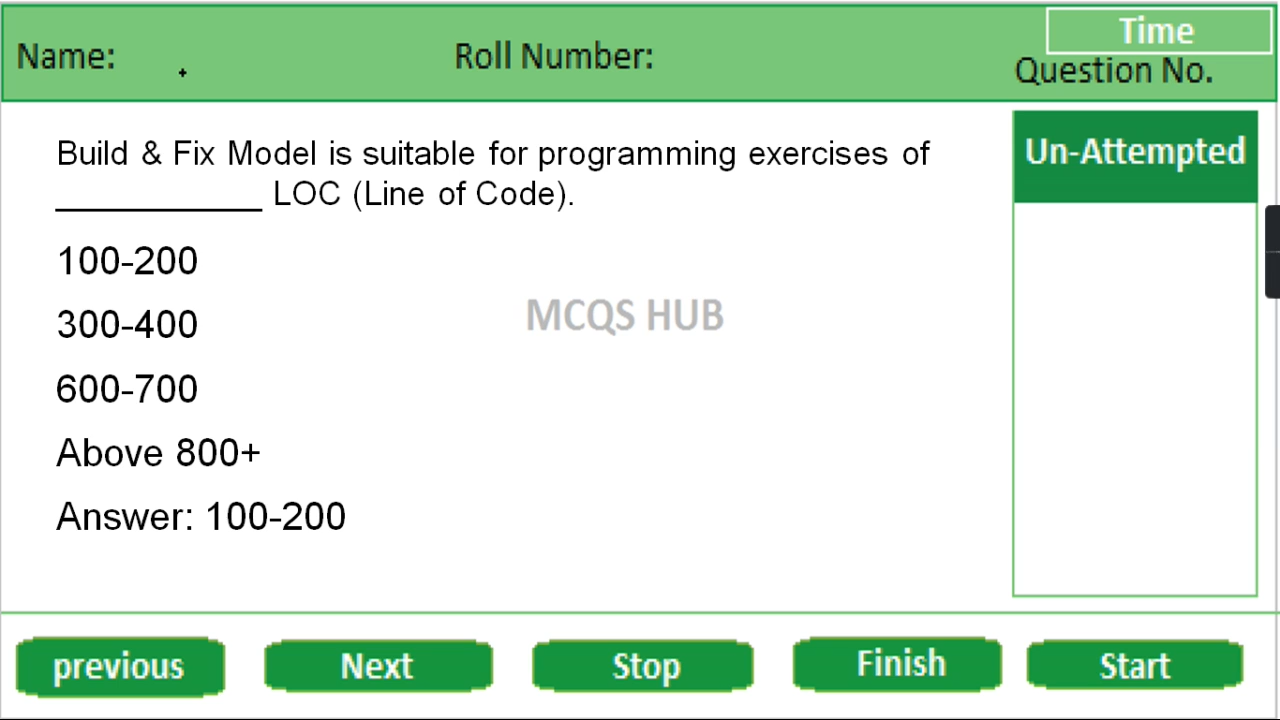 Name:
Roll Number:
Time
Question No.
Build & Fix Model is suitable for programming exercises of
___________ LOC (Line of Code).
Un-Attempted
100-200
300-400
600-700
Above 800+
Answer: 100-200
MCQS HUB
previous
Next
Stop
Finish
Start